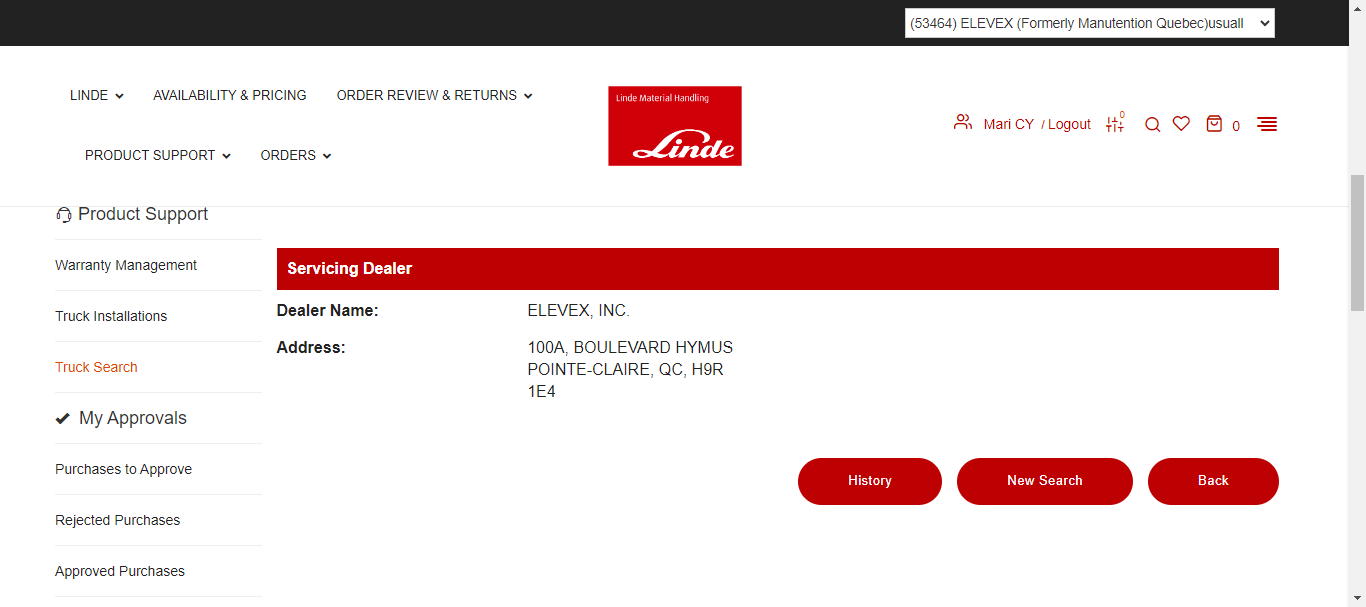 (53464) ELEVEX (Formerly Manutention Quebec)usuall
LINDE
AVAILABILITY & PRICING
ORDER REVIEW & RETURNS
PRODUCT SUPPORT
ORDERS
Linde Material Handling
Linde
Mari CY / Logout
0
0
Product Support
Warranty Management
Truck Installations
Truck Search
My Approvals
Purchases to Approve
Rejected Purchases
Approved Purchases
Servicing Dealer
Dealer Name: ELEVEX, INC.
Address: 100A, BOULEVARD HYMUS
POINTE-CLAIRE, QC, H9R
1E4
History
New Search
Back